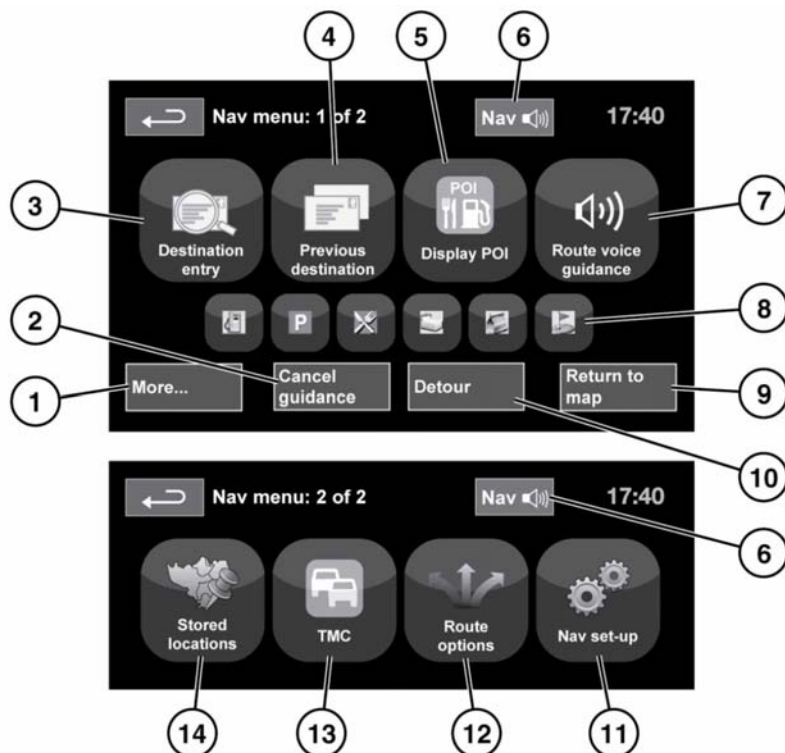 4
5
6
Nav menu: 1 of 2
Nav
17:40
3
7
POI
Destination
entry
Previous
destination
Display POI
Route voice
guidance
2
P
8
More...
Cancel
guidance
Detour
Return to
map
1
9
10
Nav menu: 2 of 2
Nav
17:40
6
Stored
locations
TMC
Route
options
Nav set-up
14
13
12
11